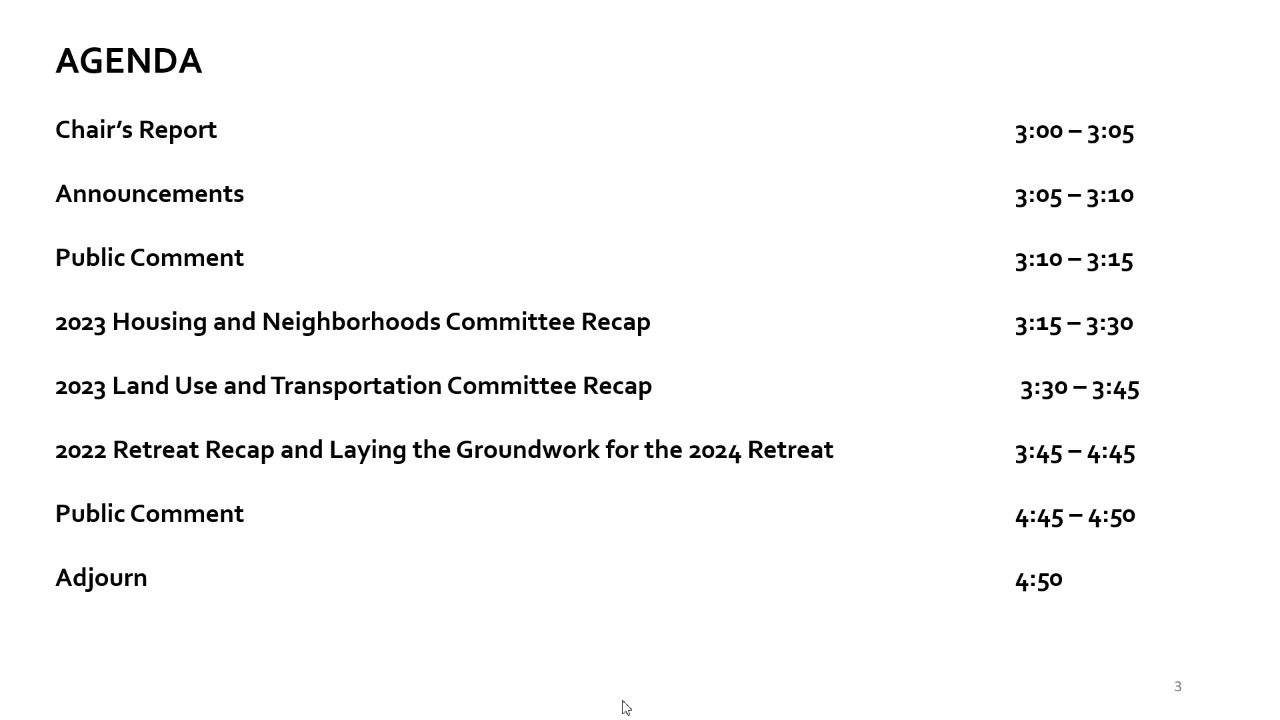 AGENDA
Chair’s Report 3:00 – 3:05
Announcements 3:05 – 3:10
Public Comment 3:10 – 3:15
2023 Housing and Neighborhoods Committee Recap 3:15 – 3:30
2023 Land Use and Transportation Committee Recap 3:30 – 3:45
2022 Retreat Recap and Laying the Groundwork for the 2024 Retreat 3:45 – 4:45
Public Comment 4:45 – 4:50
Adjourn 4:50
3